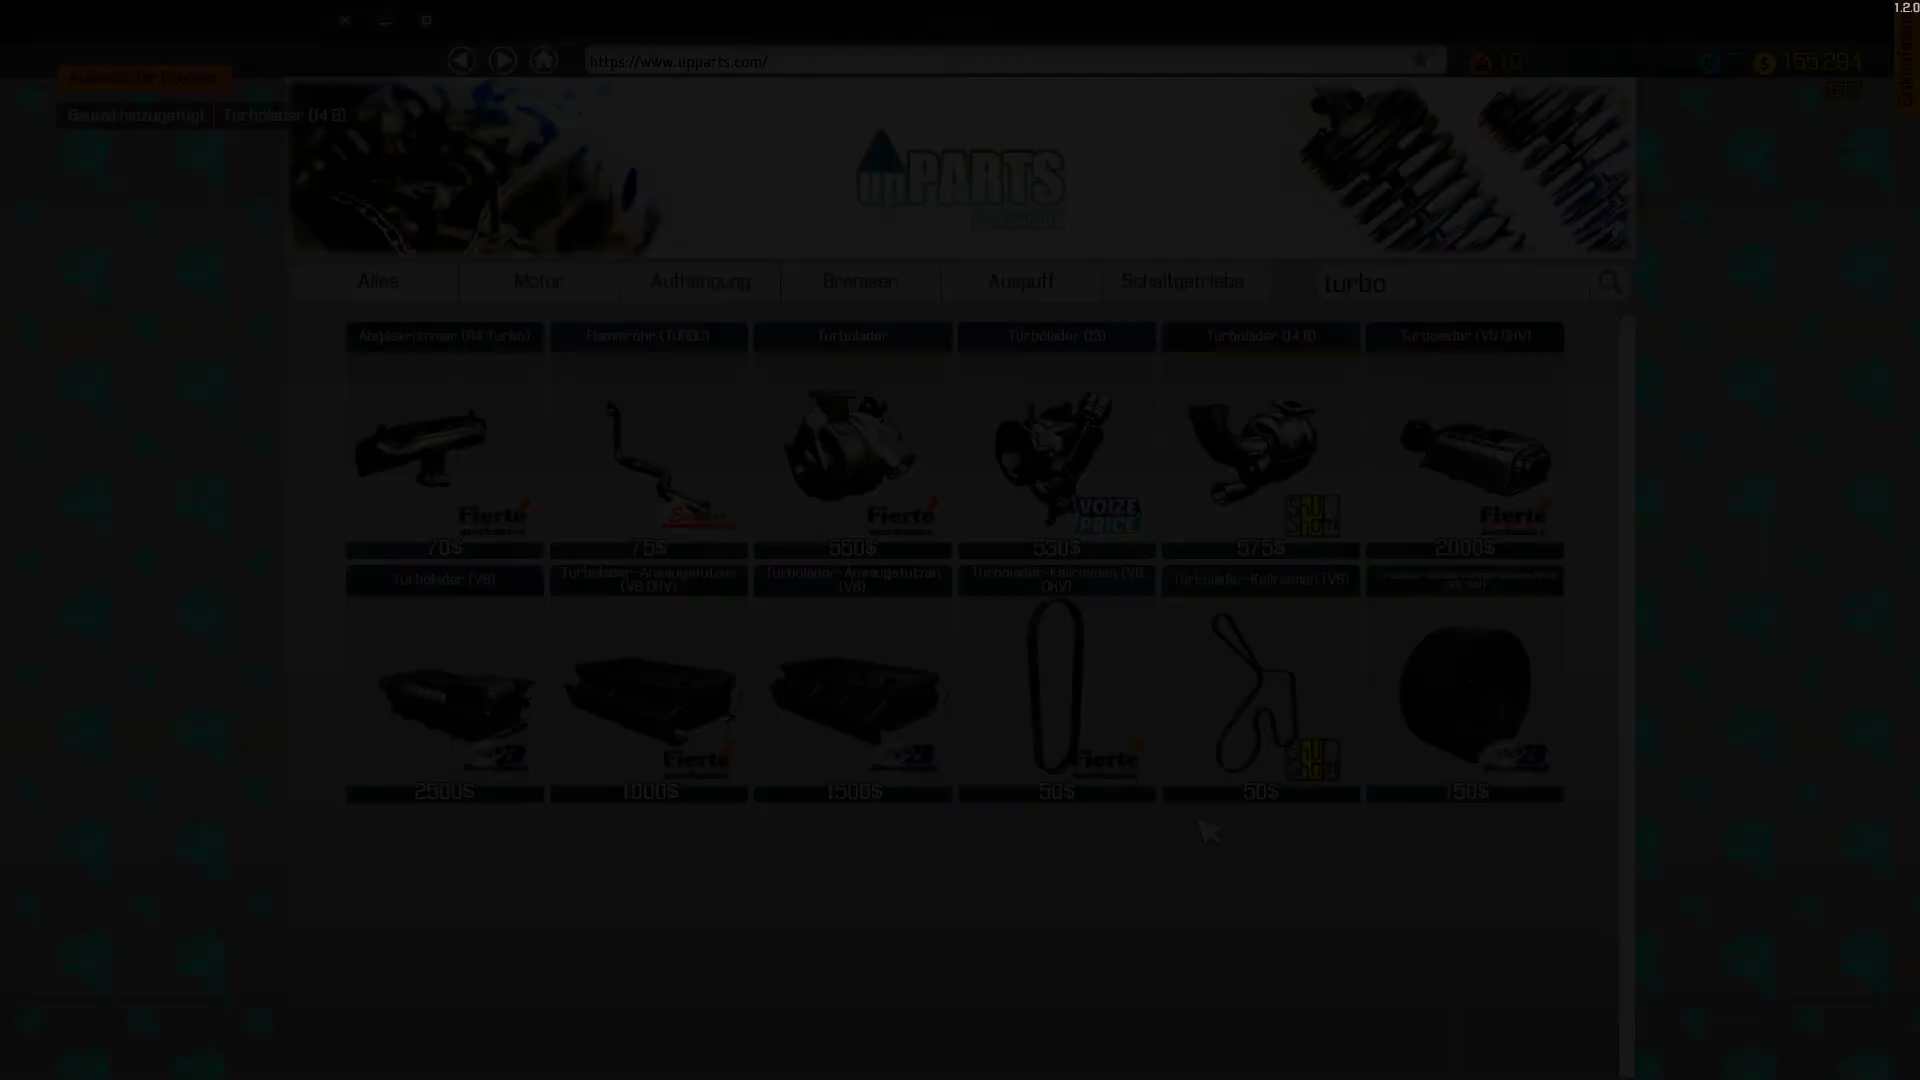 1.2.0
https://www.upparts.com/
155.294
Bauteil hinzugefügt Turbolader (I4 B)
upPARTS
Alles Motor Aufhängung Bremsen Auspuff Schaltgetriebe turbo
Abgaskrümmer (R4 Turbo) Flammrohr (TURBO) Turbolader Turbolader (I3) Turbolader (I4 B) Turbolader (V8 OHV)
Fierte Fierte VOIZE PRICE Fierte
70$ 75$ 550$ 530$ 575$ 2000$
Turbolader (V8) Turbolader-Ansaugstutzen (V8 OHV) Turbolader-Ansaugstutzen (V8) Turbolader-Keilriemen (V8 OHV) Turbolader-Keilriemen (V8)
Fierte Fierte
2500$ 1000$ 1500$ 50$ 50$ 150$